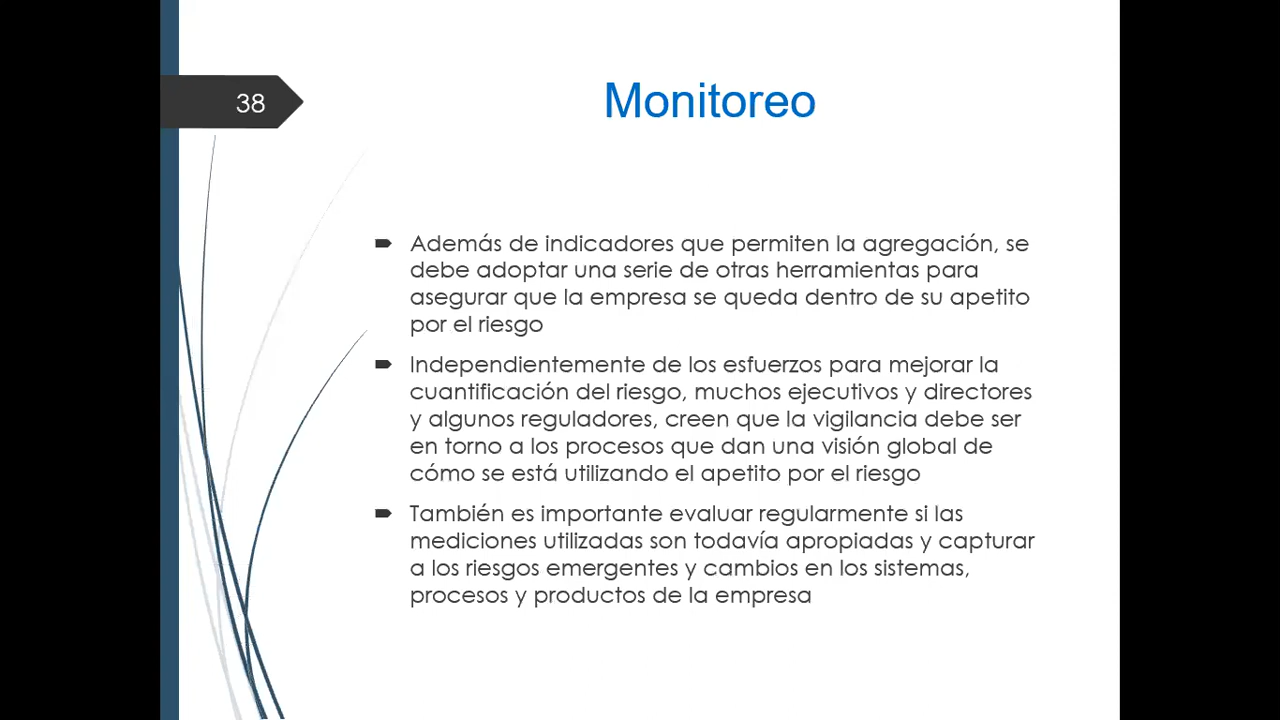 38
Monitoreo
Además de indicadores que permiten la agregación, se
debe adoptar una serie de otras herramientas para
asegurar que la empresa se queda dentro de su apetito
por el riesgo
Independientemente de los esfuerzos para mejorar la
cuantificación del riesgo, muchos ejecutivos y directores
y algunos reguladores, creen que la vigilancia debe ser
en torno a los procesos que dan una visión global de
cómo se está utilizando el apetito por el riesgo
También es importante evaluar regularmente si las
mediciones utilizadas son todavía apropiadas y capturar
a los riesgos emergentes y cambios en los sistemas,
procesos y productos de la empresa